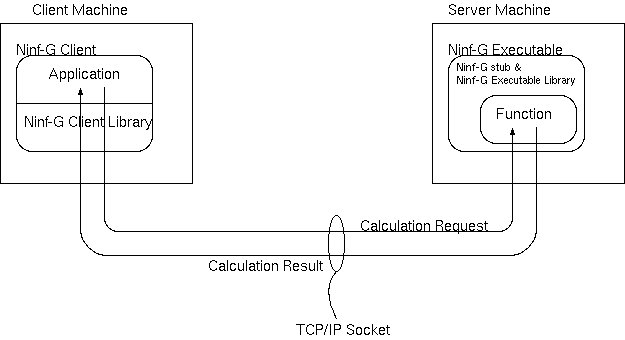 Client Machine
Server Machine
Ninf-G Client
Ninf-G Executable
Application
Ninf-G stub &
Ninf-G Executable Library
Ninf-G Client Library
Function
Calculation Request
Calculation Result
TCP/IP Socket